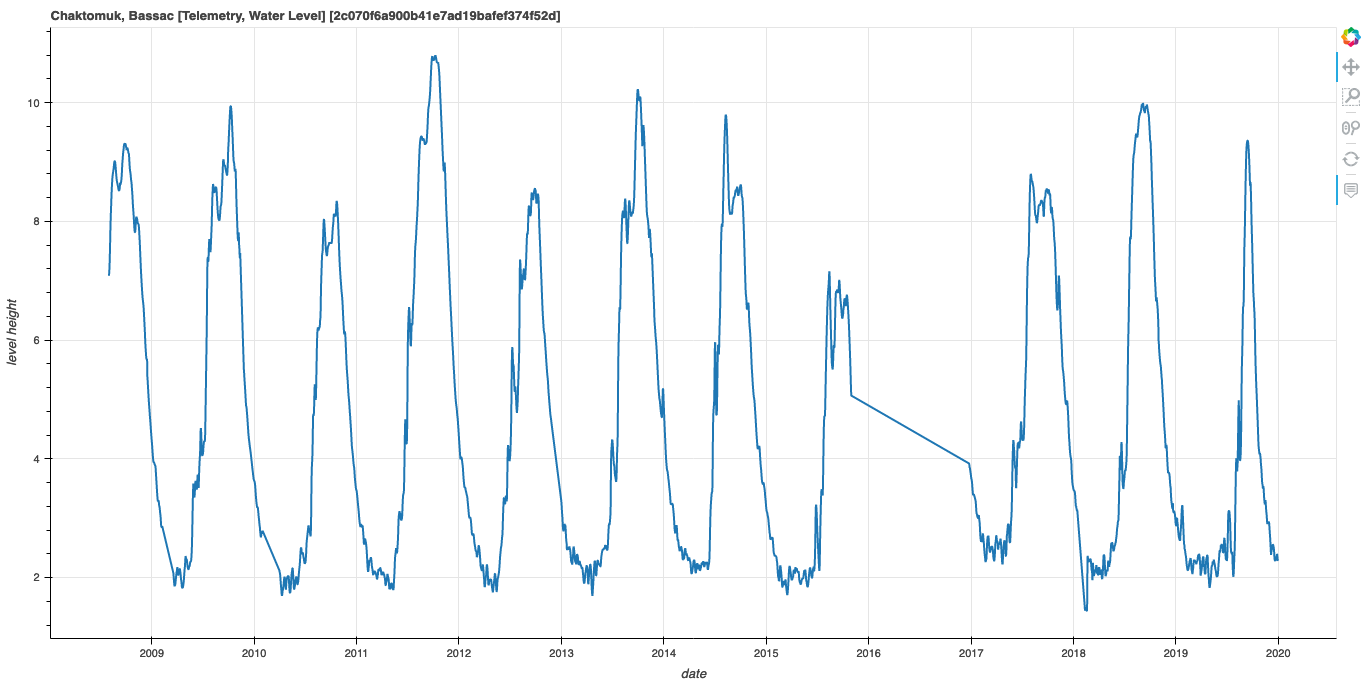 Chaktomuk, Bassac [Telemetry, Water Level] [2c070f6a900b41e7ad19bafef374f52d]
level height
10
8
6
4
2
2009 2010 2011 2012 2013 2014 2015 2016 2017 2018 2019 2020
date